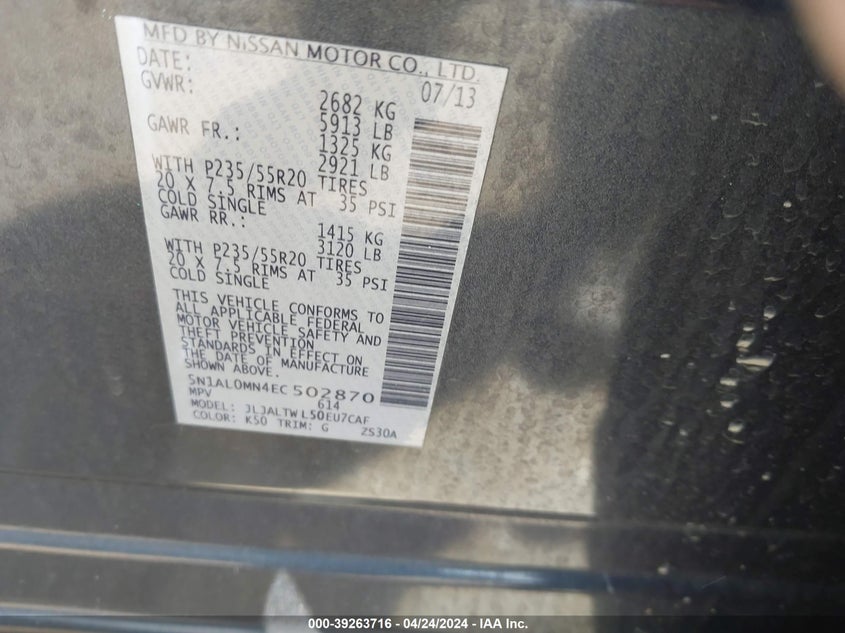 MFD BY NISSAN MOTOR CO., LTD.
DATE: 07/13
GVWR: 2682 KG
5913 LB
GAWR FR.: 1325 KG
2921 LB
WITH P235/55R20 TIRES
20 X 7.5 RIMS AT 35 PSI
COLD SINGLE
GAWR RR.: 1415 KG
3120 LB
WITH P235/55R20 TIRES
20 X 7.5 RIMS AT 35 PSI
COLD SINGLE
THIS VEHICLE CONFORMS TO
ALL APPLICABLE FEDERAL
MOTOR VEHICLE SAFETY AND
THEFT PREVENTION
STANDARDS IN EFFECT ON
THE DATE OF MANUFACTURE
SHOWN ABOVE.
5N1AL0MN4EC502870
MPV 614
MODEL: JLJALTWL50EU7CAF
COLOR: K50 TRIM: G ZS30A
000-39263716 - 04/24/2024 - IAA Inc.